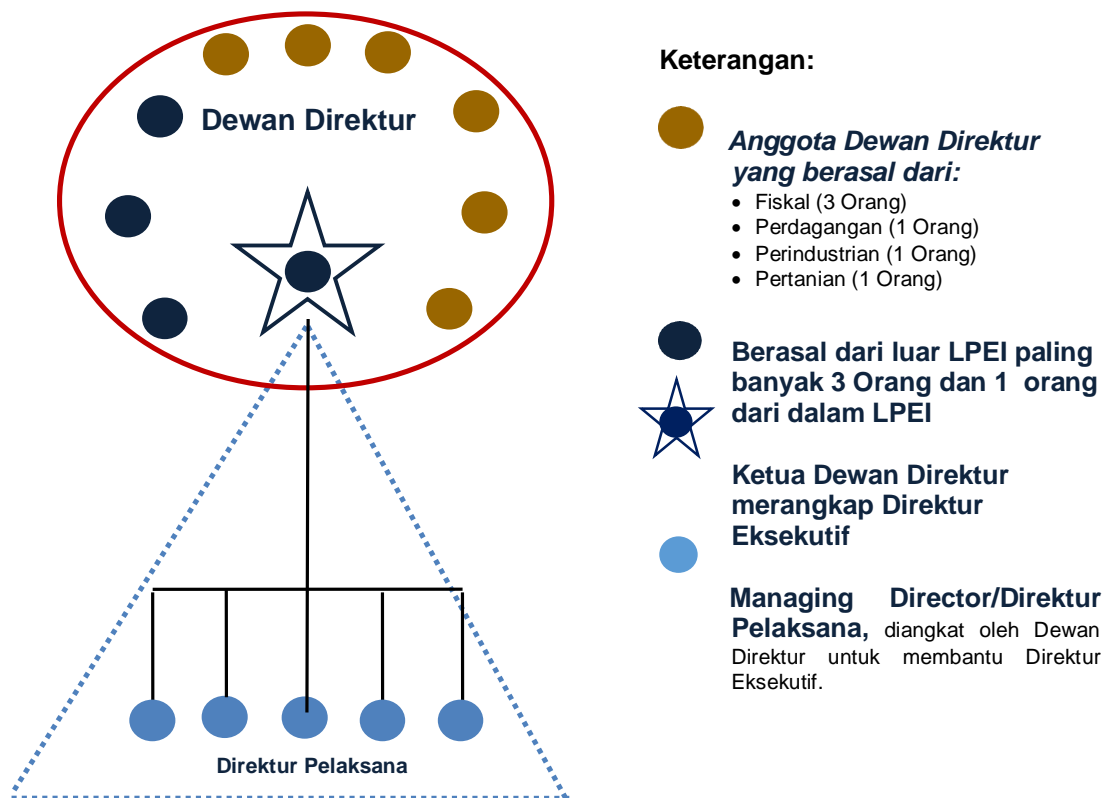 Dewan Direktur
Direktur Pelaksana
Keterangan:
Anggota Dewan Direktur
yang berasal dari:
• Fiskal (3 Orang)
• Perdagangan (1 Orang)
• Perindustrian (1 Orang)
• Pertanian (1 Orang)
Berasal dari luar LPEI paling
banyak 3 Orang dan 1 orang
dari dalam LPEI
Ketua Dewan Direktur
merangkap Direktur
Eksekutif
Managing Director/Direktur
Pelaksana, diangkat oleh Dewan
Direktur untuk membantu Direktur
Eksekutif.